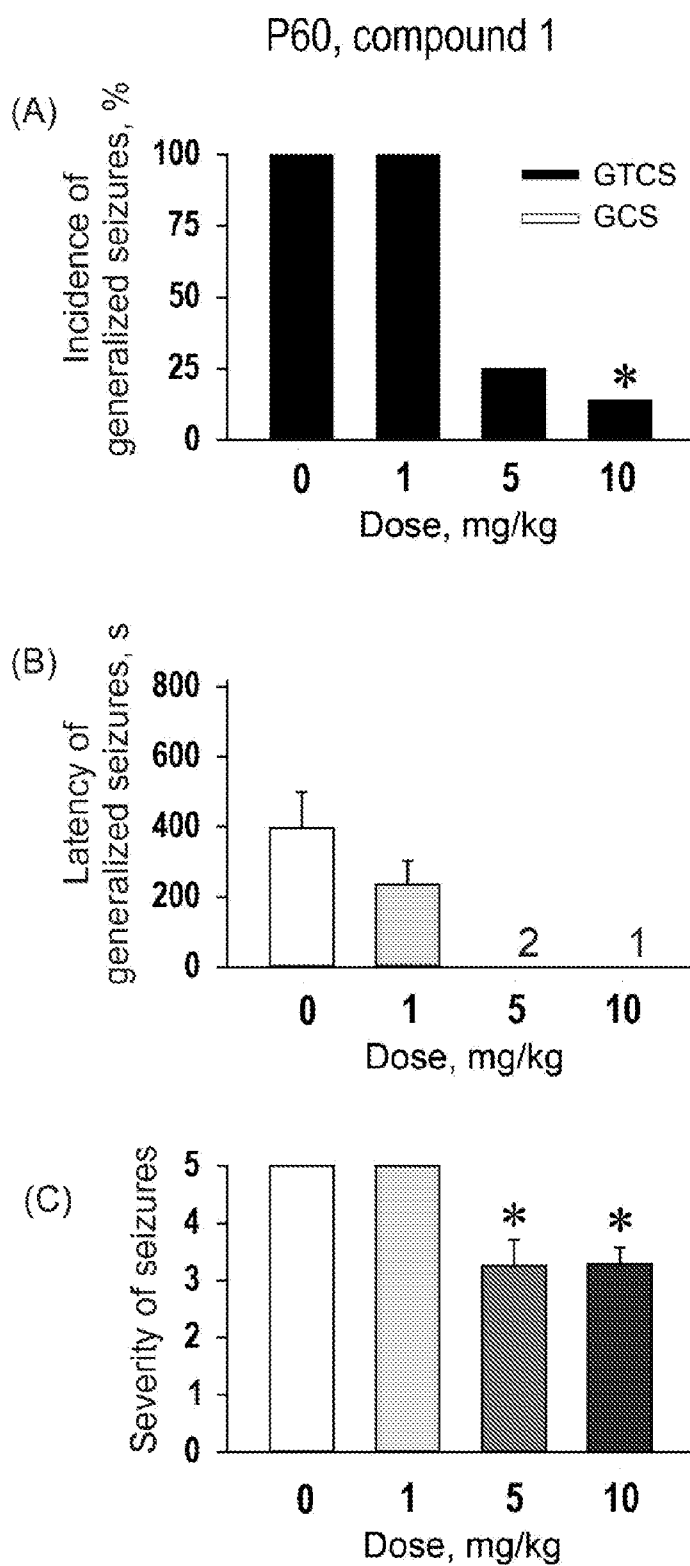 P60, compound 1
(A)
Incidence of
generalized seizures, %
100
75
50
25
0
GTCS
GCS
*
0 1 5 10
Dose, mg/kg
(B)
Latency of
generalized seizures, s
800
600
400
200
0
2 1
0 1 5 10
Dose, mg/kg
(C)
Severity of seizures
5
4
3
2
1
0
* *
0 1 5 10
Dose, mg/kg